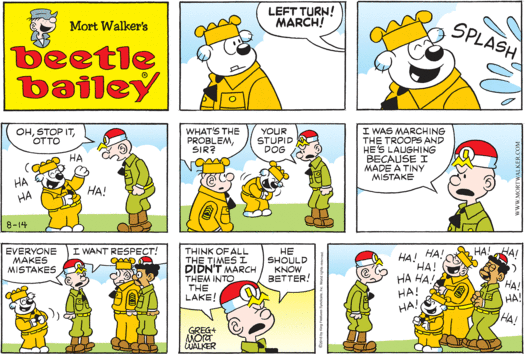 Mort Walker's
beetle
bailey®
LEFT TURN!
MARCH!
SPLASH
OH, STOP IT,
OTTO
HA
HA
HA
HA!
8-14
WHAT'S THE
PROBLEM,
SIR?
YOUR
STUPID
DOG
I WAS MARCHING
THE TROOPS AND
HE'S LAUGHING
BECAUSE I
MADE A TINY
MISTAKE
WWW.MORTWALKER.COM
EVERYONE
MAKES
MISTAKES
I WANT RESPECT!
THINK OF ALL
THE TIMES I
DIDN'T MARCH
THEM INTO
THE
LAKE!
HE
SHOULD
KNOW
BETTER!
GREG+
MORT
WALKER
HA!
HA!
HA!
HA!
HA!
HA!
HA!
HA!
HA!
HA!
HA!
HA!